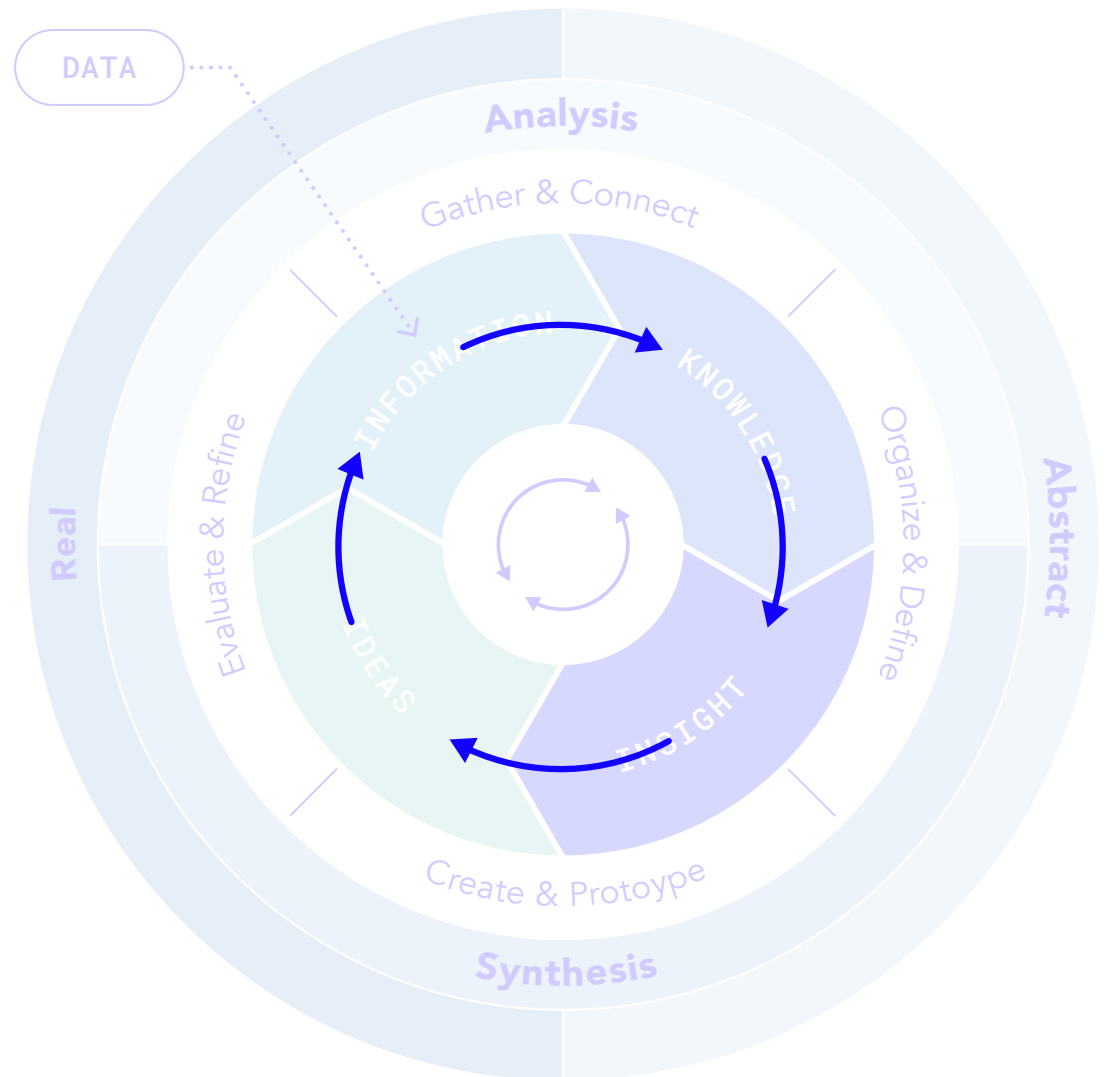 DATA
Analysis
Gather & Connect
INFORMATION
KNOWLEDGE
Real
Evaluate & Refine
Organize & Define
Abstract
IDEAS
INSIGHT
Create & Protoype
Synthesis